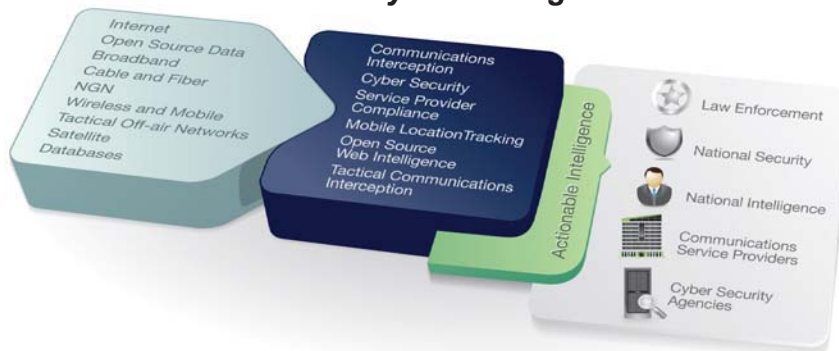 Internet
Open Source Data
Broadband
Cable and Fiber
NGN
Wireless and Mobile
Tactical Off-air Networks
Satellite
Databases
Communications
Interception
Cyber Security
Service Provider
Compliance
Mobile Location Tracking
Open Source
Web Intelligence
Tactical Communications
Interception
Actionable Intelligence
Law Enforcement
National Security
National Intelligence
Communications
Service Providers
Cyber Security
Agencies